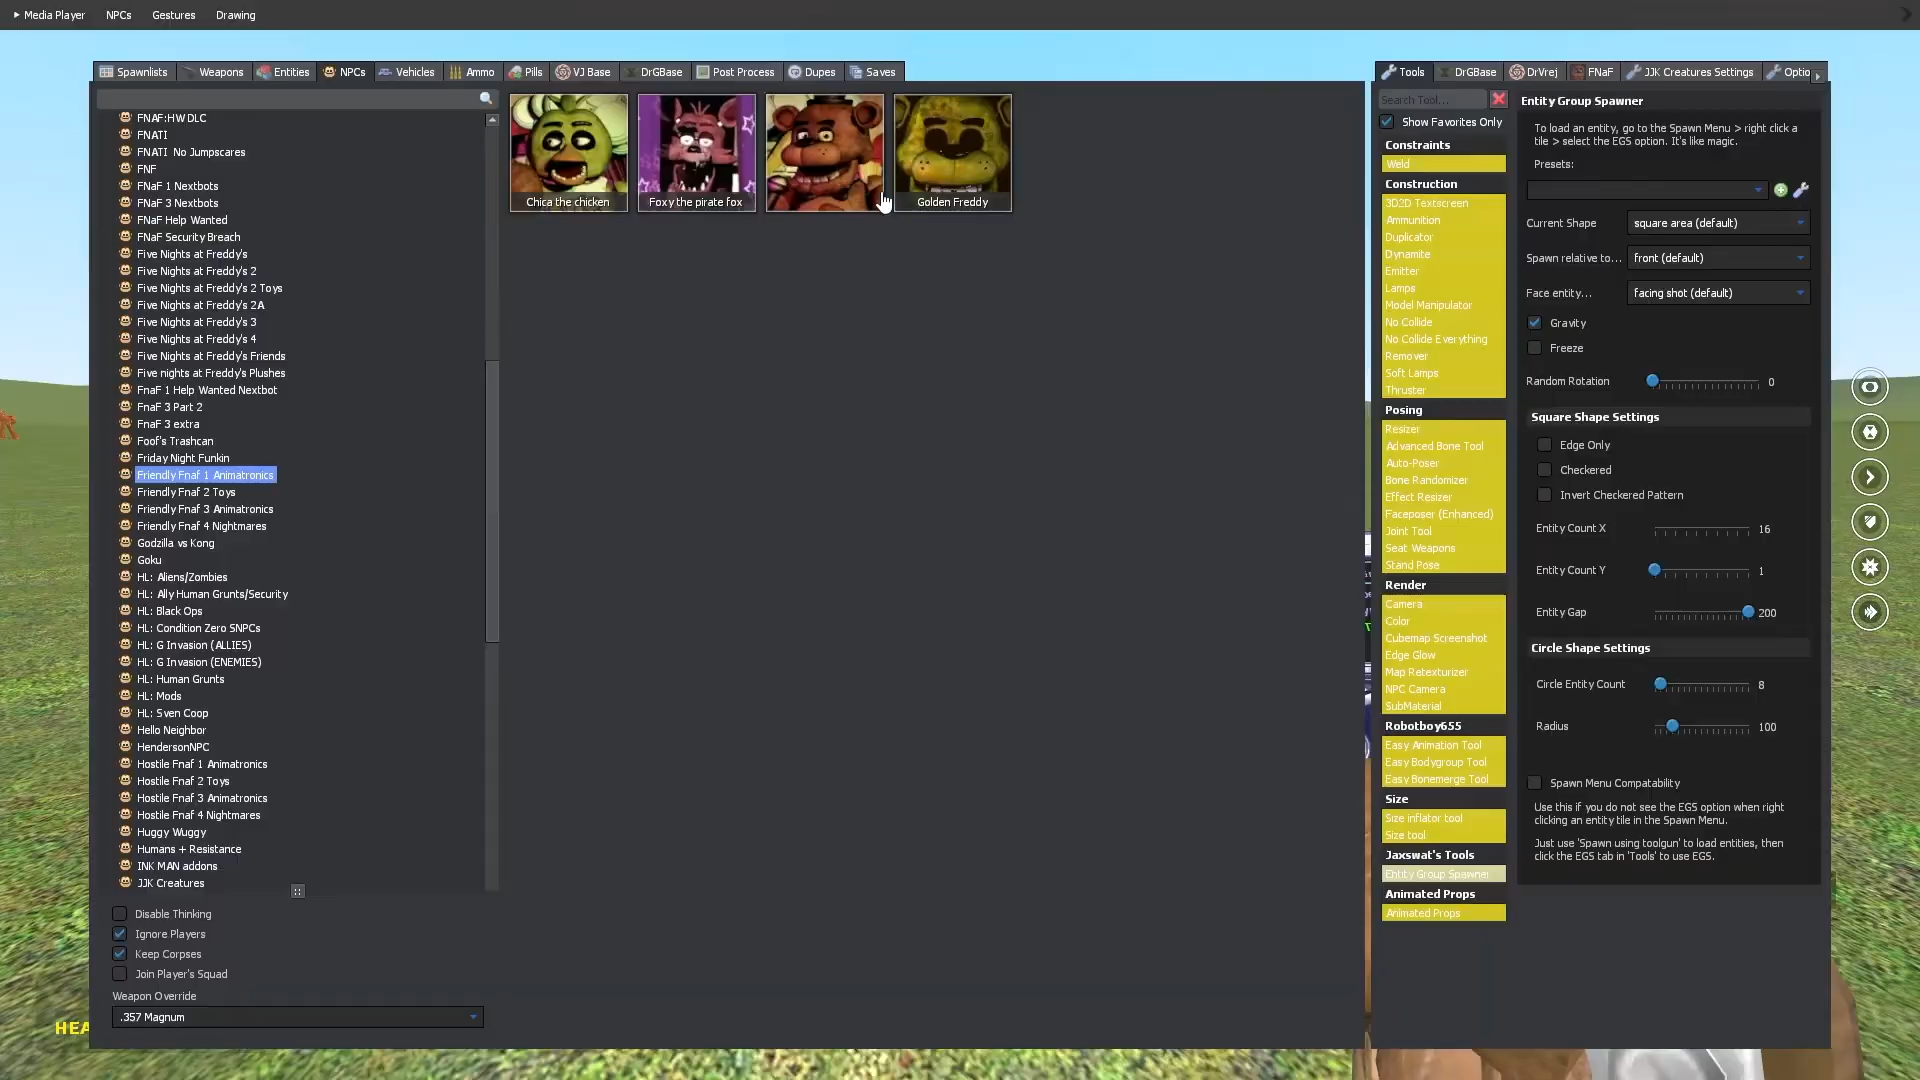 Media Player NPCs Gestures Drawing
Spawnlists Weapons Entities NPCs Vehicles Ammo Pills VJ Base DrGBase Post Process Dupes Saves
FNAF:HW DLC
FNATI
FNATI No Jumpscares
FNF
FNaF 1 Nextbots
FNaF 3 Nextbots
FNaF Help Wanted
FNaF Security Breach
Five Nights at Freddy's
Five Nights at Freddy's 2
Five Nights at Freddy's 2 Toys
Five Nights at Freddy's 2A
Five Nights at Freddy's 3
Five Nights at Freddy's 4
Five Nights at Freddy's Friends
Five nights at Freddy's Plushes
FnaF 1 Help Wanted Nextbot
FnaF 3 Part 2
FnaF 3 extra
Foof's Trashcan
Friday Night Funkin
Friendly Fnaf 1 Animatronics
Friendly Fnaf 2 Toys
Friendly Fnaf 3 Animatronics
Friendly Fnaf 4 Nightmares
Godzilla vs Kong
Goku
HL: Aliens/Zombies
HL: Ally Human Grunts/Security
HL: Black Ops
HL: Condition Zero SNPCs
HL: G Invasion (ALLIES)
HL: G Invasion (ENEMIES)
HL: Human Grunts
HL: Mods
HL: Sven Coop
Hello Neighbor
HendersonNPC
Hostile Fnaf 1 Animatronics
Hostile Fnaf 2 Toys
Hostile Fnaf 3 Animatronics
Hostile Fnaf 4 Nightmares
Huggy Wuggy
Humans + Resistance
INK MAN addons
JJK Creatures
Disable Thinking
Ignore Players
Keep Corpses
Join Player's Squad
Weapon Override
.357 Magnum
HEA
Chica the chicken Foxy the pirate fox Golden Freddy
Tools DrGBase DrVrej FNaF JJK Creatures Settings Optio
Search Tool...
Show Favorites Only
Constraints
Weld
Construction
3D2D Textscreen
Ammunition
Duplicator
Dynamite
Emitter
Lamps
Model Manipulator
No Collide
No Collide Everything
Remover
Soft Lamps
Thruster
Posing
Resizer
Advanced Bone Tool
Auto-Poser
Bone Randomizer
Effect Resizer
Faceposer (Enhanced)
Joint Tool
Seat Weapons
Stand Pose
Render
Camera
Color
Cubemap Screenshot
Edge Glow
Map Retexturizer
NPC Camera
SubMaterial
Robotboy655
Easy Animation Tool
Easy Bodygroup Tool
Easy Bonemerge Tool
Size
Size inflator tool
Size tool
Jaxswat's Tools
Entity Group Spawner
Animated Props
Animated Props
Entity Group Spawner
To load an entity, go to the Spawn Menu > right click a
tile > select the EGS option. It's like magic.
Presets:
Current Shape square area (default)
Spawn relative to... front (default)
Face entity... facing shot (default)
Gravity
Freeze
Random Rotation 0
Square Shape Settings
Edge Only
Checkered
Invert Checkered Pattern
Entity Count X 16
Entity Count Y 1
Entity Gap 200
Circle Shape Settings
Circle Entity Count 8
Radius 100
Spawn Menu Compatability
Use this if you do not see the EGS option when right
clicking an entity tile in the Spawn Menu.
Just use 'Spawn using toolgun' to load entities, then
click the EGS tab in 'Tools' to use EGS.